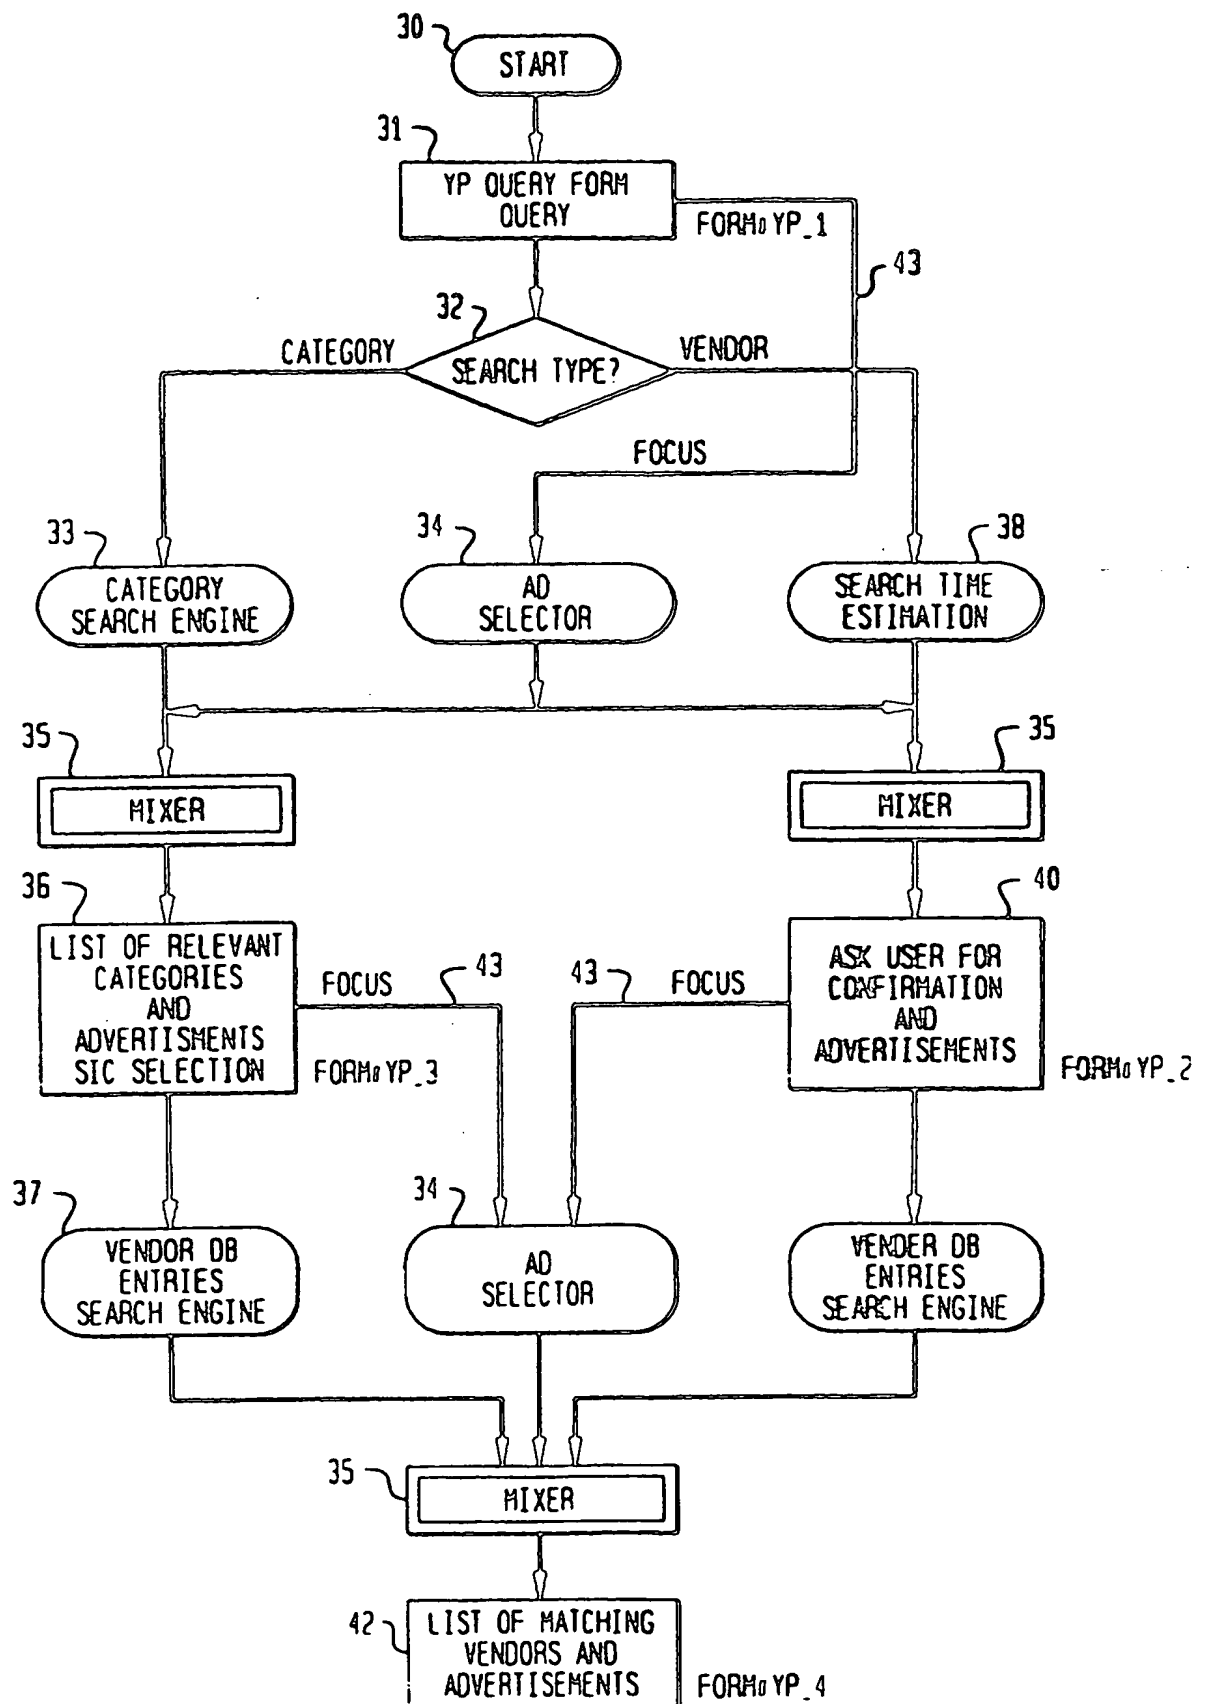 30
START
31
YP QUERY FORM
QUERY
FORM: YP_1
43
32
CATEGORY
SEARCH TYPE?
VENDOR
FOCUS
33
CATEGORY
SEARCH ENGINE
34
AD
SELECTOR
38
SEARCH TIME
ESTIMATION
35
MIXER
35
MIXER
36
LIST OF RELEVANT
CATEGORIES
AND
ADVERTISMENTS
SIC SELECTION
FOCUS
43
FORM: YP_3
43
FOCUS
40
ASK USER FOR
CONFIRMATION
AND
ADVERTISEMENTS
FORM: YP_2
37
VENDOR DB
ENTRIES
SEARCH ENGINE
34
AD
SELECTOR
VENDER DB
ENTRIES
SEARCH ENGINE
35
MIXER
42
LIST OF MATCHING
VENDORS AND
ADVERTISEMENTS
FORM: YP_4